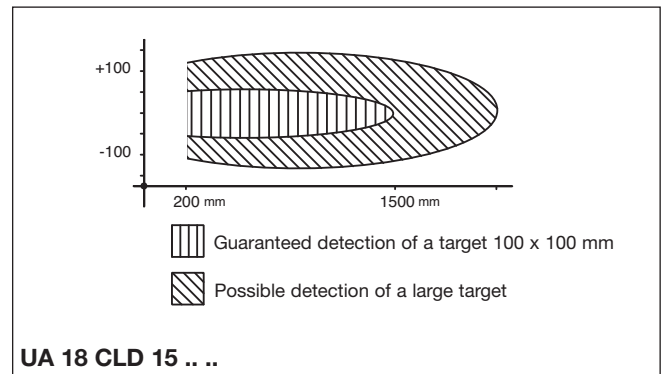 +100
-100
200 mm 1500 mm
Guaranteed detection of a target 100 x 100 mm
Possible detection of a large target
UA 18 CLD 15 .. ..